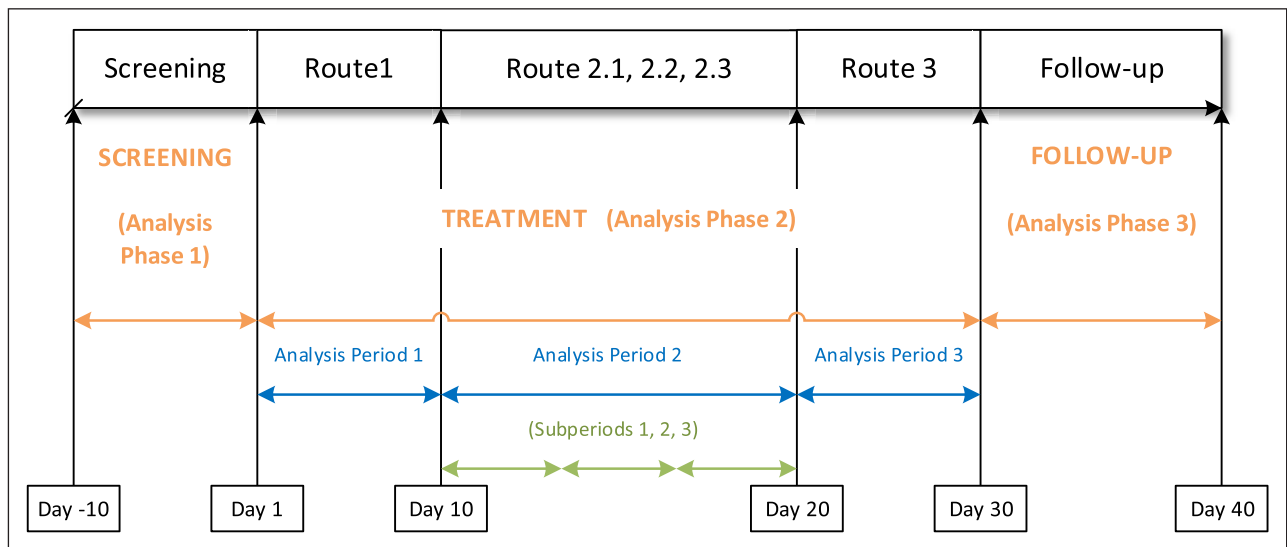 Screening
Route1
Route 2.1, 2.2, 2.3
Route 3
Follow-up
SCREENING
(Analysis
Phase 1)
TREATMENT (Analysis Phase 2)
FOLLOW-UP
(Analysis Phase 3)
Analysis Period 1
Analysis Period 2
Analysis Period 3
(Subperiods 1, 2, 3)
Day -10
Day 1
Day 10
Day 20
Day 30
Day 40